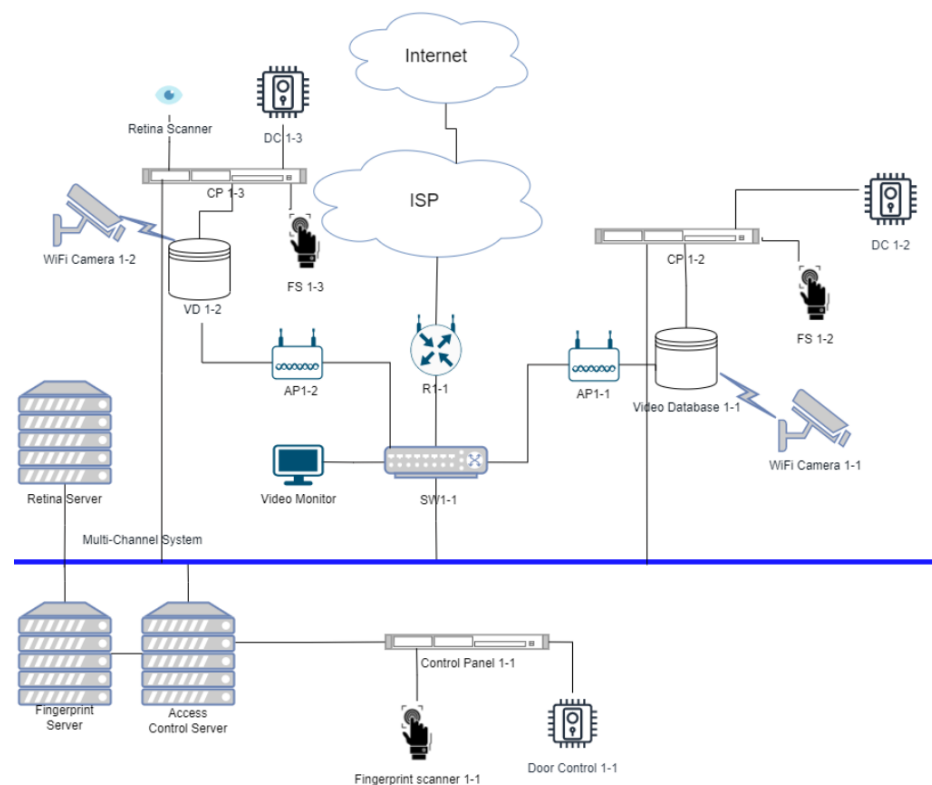 Internet
Retina Scanner
DC 1-3
CP 1-3
ISP
DC 1-2
WiFi Camera 1-2
CP 1-2
FS 1-3
VD 1-2
FS 1-2
AP1-2
R1-1
AP1-1
Video Database 1-1
WiFi Camera 1-1
Retina Server
Video Monitor
SW1-1
Multi-Channel System
Control Panel 1-1
Fingerprint
Server
Access
Control Server
Door Control 1-1
Fingerprint scanner 1-1